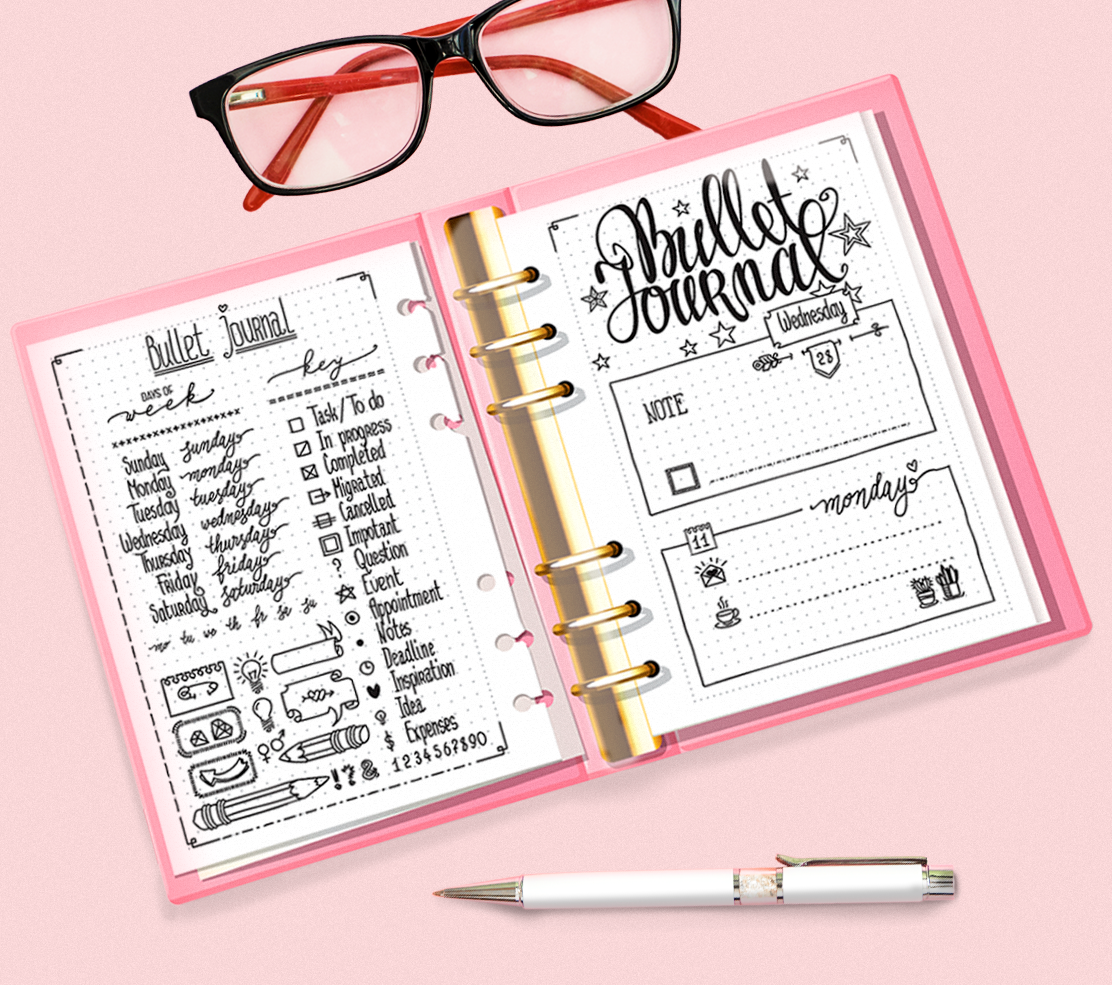 Bullet Journal
DAYS OF
week
Sunday sunday
Monday monday
Tuesday tuesday
Wednesday wednesday
Thursday thursday
Friday friday
Saturday saturday
mo tu we th fr sa su
key
Task/To do
In progress
Completed
Migrated
Cancelled
Impotant
? Question
Event
Appointment
Notes
Deadline
Inspiration
Idea
$ Expenses
1234567890
!?&
Bullet
Journal
Wednesday
28
NOTE
monday
11